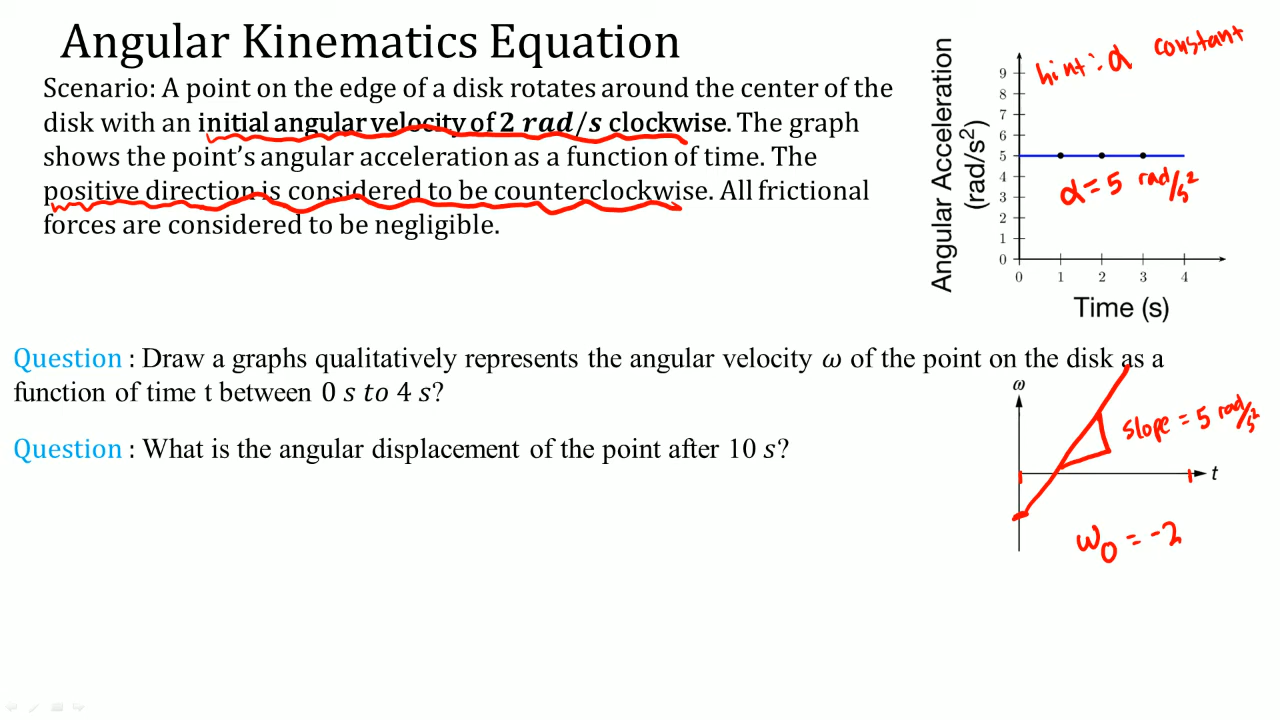 Angular Kinematics Equation
Scenario: A point on the edge of a disk rotates around the center of the
disk with an initial angular velocity of 2 rad/s clockwise. The graph
shows the point's angular acceleration as a function of time. The
positive direction is considered to be counterclockwise. All frictional
forces are considered to be negligible.
Angular Acceleration
(rad/s²)
hint: α constant
9
8
7
6
5
4
3
2
1
0
α = 5 rad/s²
0 1 2 3 4
Time (s)
Question : Draw a graphs qualitatively represents the angular velocity ω of the point on the disk as a
function of time t between 0 s to 4 s?
ω
slope = 5 rad/s²
t
ω₀ = -2
Question : What is the angular displacement of the point after 10 s?